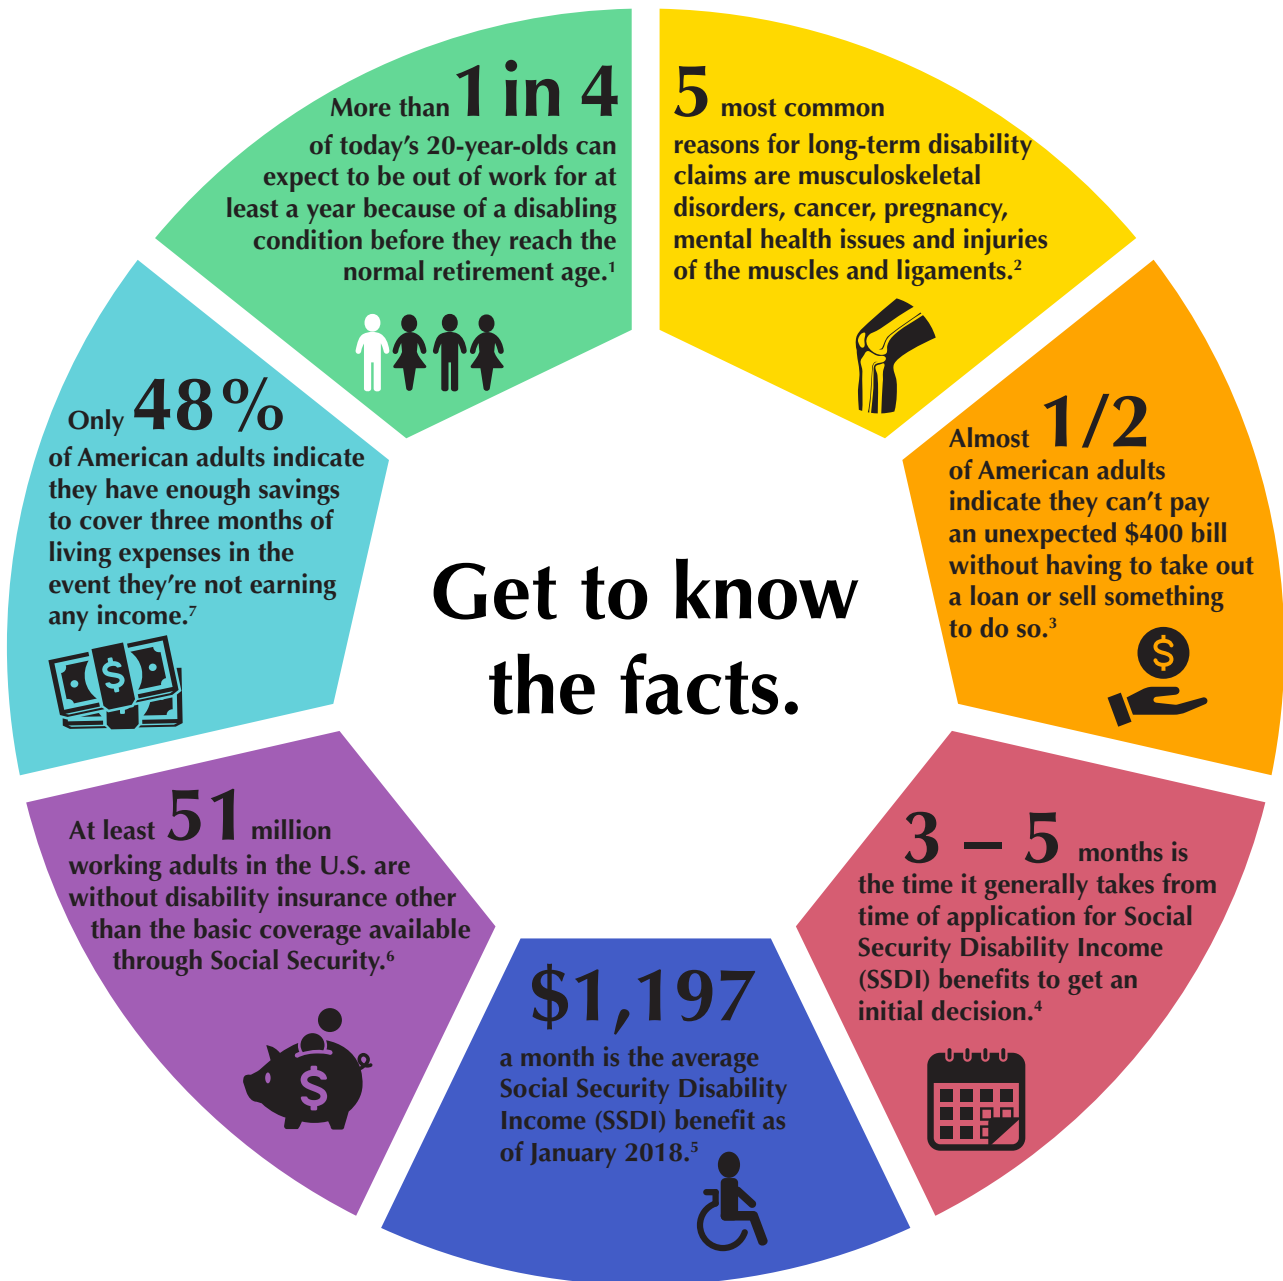 More than 1 in 4
of today's 20-year-olds can
expect to be out of work for at
least a year because of a disabling
condition before they reach the
normal retirement age.¹
5 most common
reasons for long-term disability
claims are musculoskeletal
disorders, cancer, pregnancy,
mental health issues and injuries
of the muscles and ligaments.²
Almost 1/2
of American adults
indicate they can't pay
an unexpected $400 bill
without having to take out
a loan or sell something
to do so.³
$
3 – 5 months is
the time it generally takes from
time of application for Social
Security Disability Income
(SSDI) benefits to get an
initial decision.⁴
$1,197
a month is the average
Social Security Disability
Income (SSDI) benefit as
of January 2018.⁵
At least 51 million
working adults in the U.S. are
without disability insurance other
than the basic coverage available
through Social Security.⁶
$
Only 48%
of American adults indicate
they have enough savings
to cover three months of
living expenses in the
event they're not earning
any income.⁷
$
Get to know
the facts.